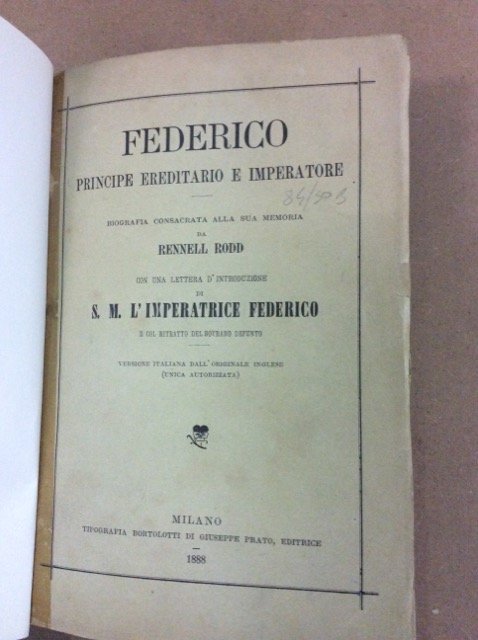 FEDERICO
PRINCIPE EREDITARIO E IMPERATORE
BIOGRAFIA CONSACRATA ALLA SUA MEMORIA
DA
RENNELL RODD
CON UNA LETTERA D'INTRODUZIONE
DI
S. M. L'IMPERATRICE FEDERICO
E COL RITRATTO DEL SOVRANO DEFUNTO
VERSIONE ITALIANA DALL'ORIGINALE INGLESE
(UNICA AUTORIZZATA)
MILANO
TIPOGRAFIA BORTOLOTTI DI GIUSEPPE PRATO, EDITRICE
1888